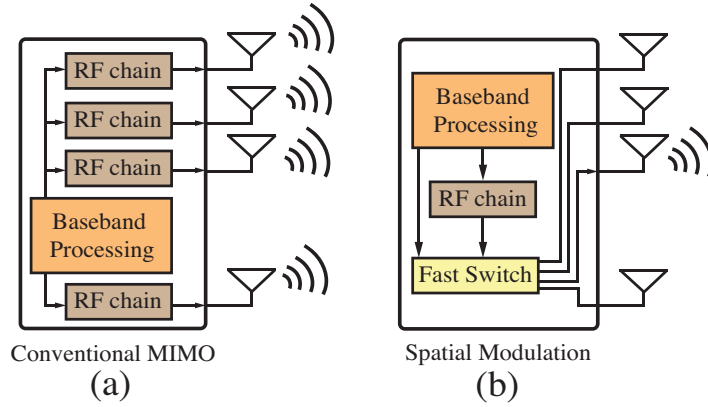 RF chain
RF chain
RF chain
Baseband
Processing
RF chain
Conventional MIMO
(a)
Baseband
Processing
RF chain
Fast Switch
Spatial Modulation
(b)